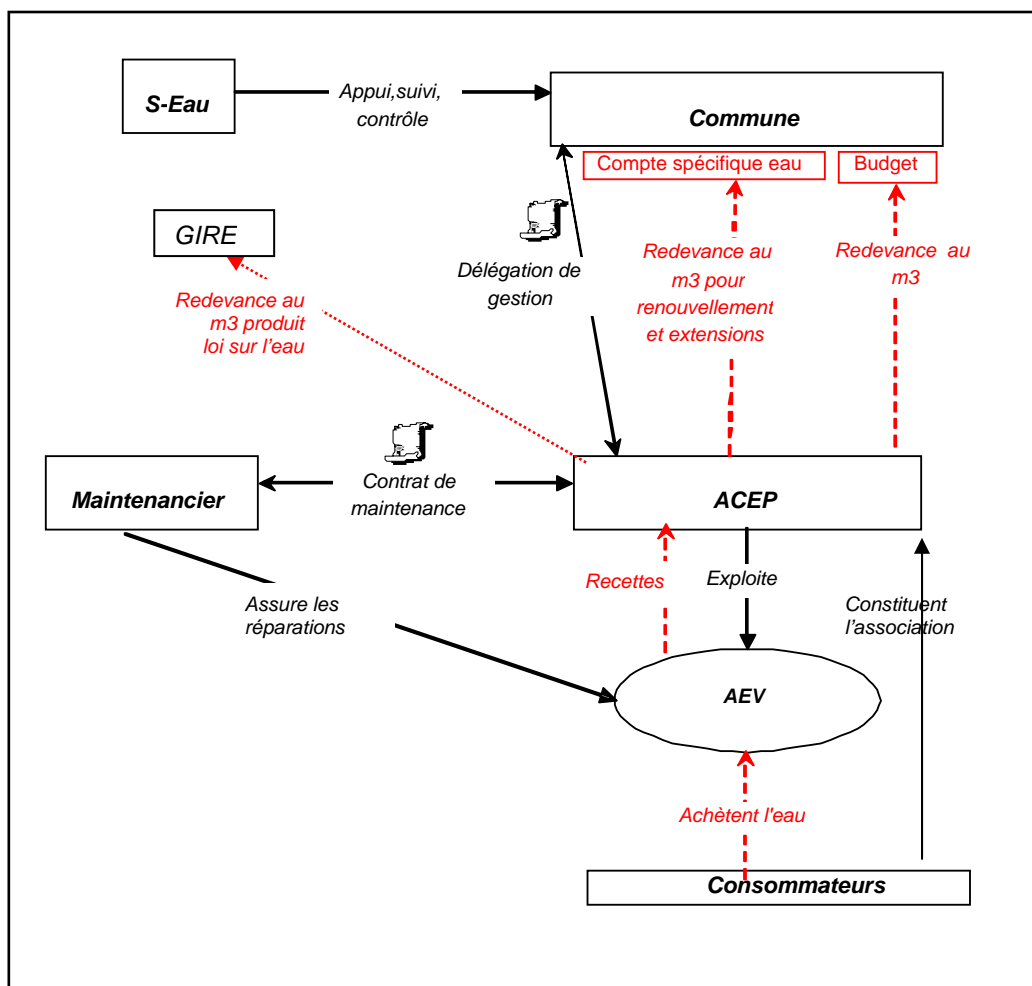 S-Eau
Appui,suivi,
contrôle
Commune
Compte spécifique eau
Budget
GIRE
Délégation de
gestion
Redevance au
m3 pour
renouvellement
et extensions
Redevance au
m3
Redevance au
m3 produit
loi sur l'eau
Maintenancier
Contrat de
maintenance
ACEP
Recettes
Exploite
Assure les
réparations
Constituent
l'association
AEV
Achètent l'eau
Consommateurs